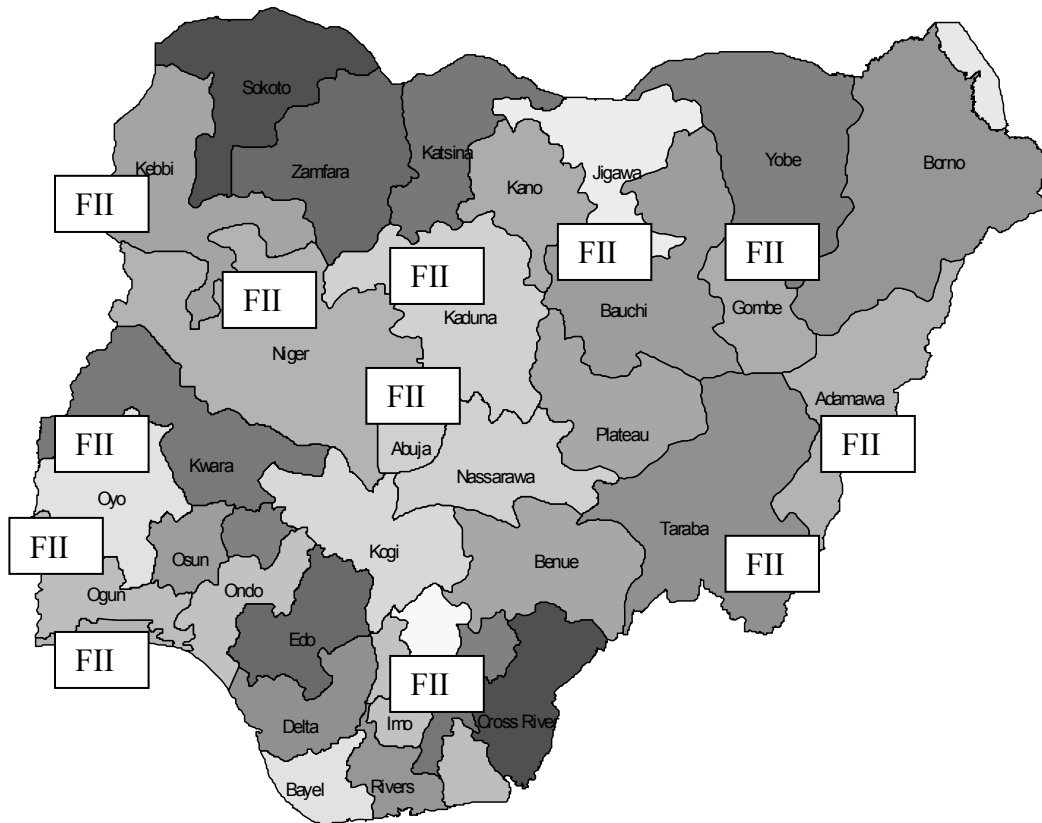 Sokoto
Kebbi
Zamfara
Katsina
Kano
Jigawa
Yobe
Borno
FII
FII
FII
FII
FII
Kaduna
Bauchi
Gombe
Niger
FII
Adamawa
FII
FII
Abuja
Plateau
Kwara
Nassarawa
Oyo
Taraba
FII
Osun
Kogi
Benue
FII
Ogun
Ondo
Edo
FII
FII
Delta
Imo
Cross River
Bayel
Rivers